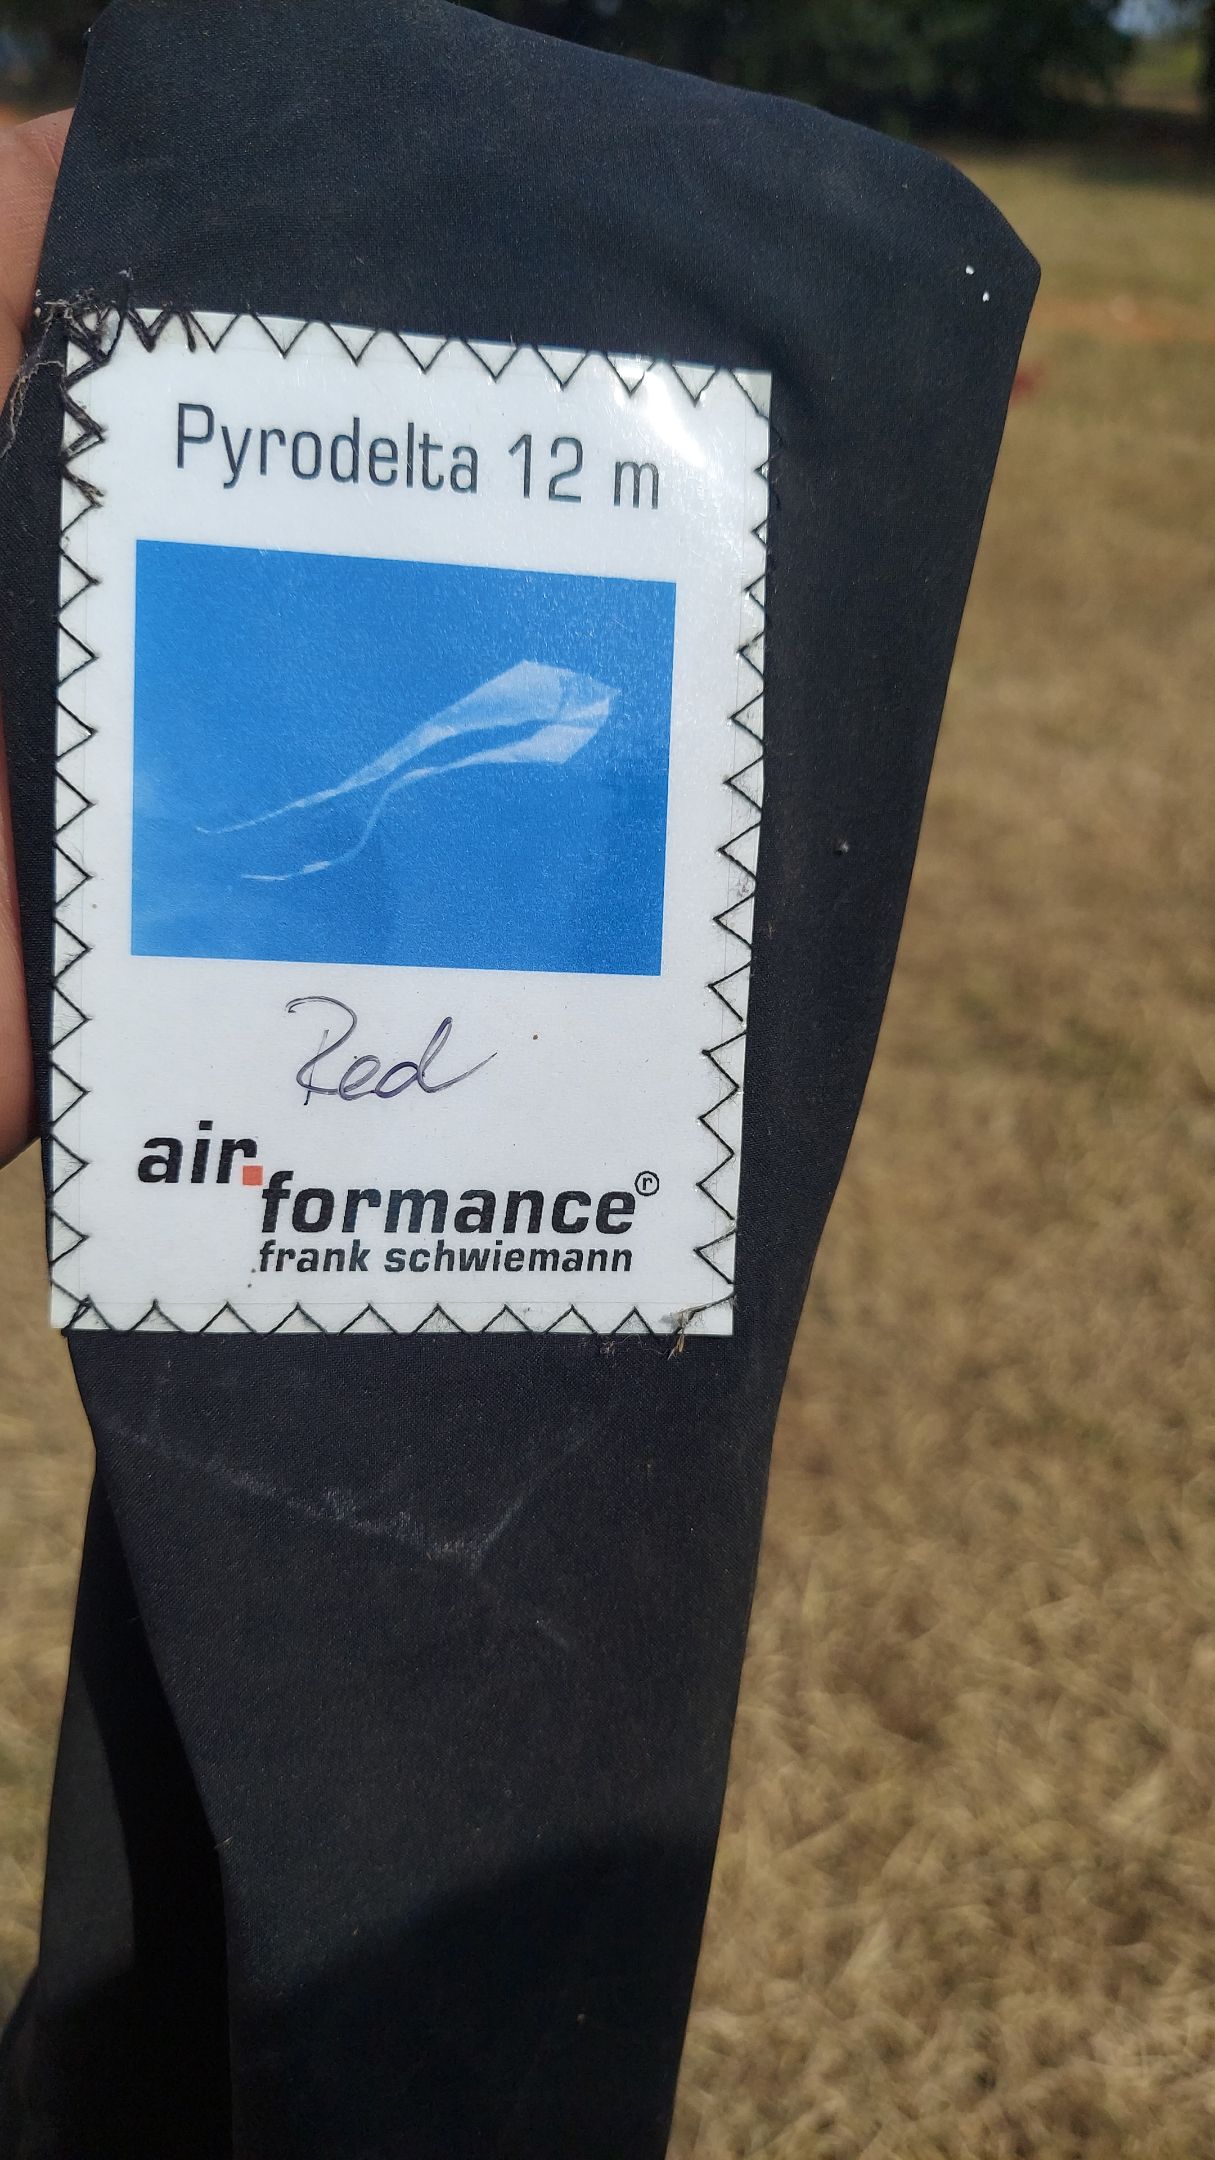 Pyrodelta 12 m
Red
air.
formance®
frank schwiemann